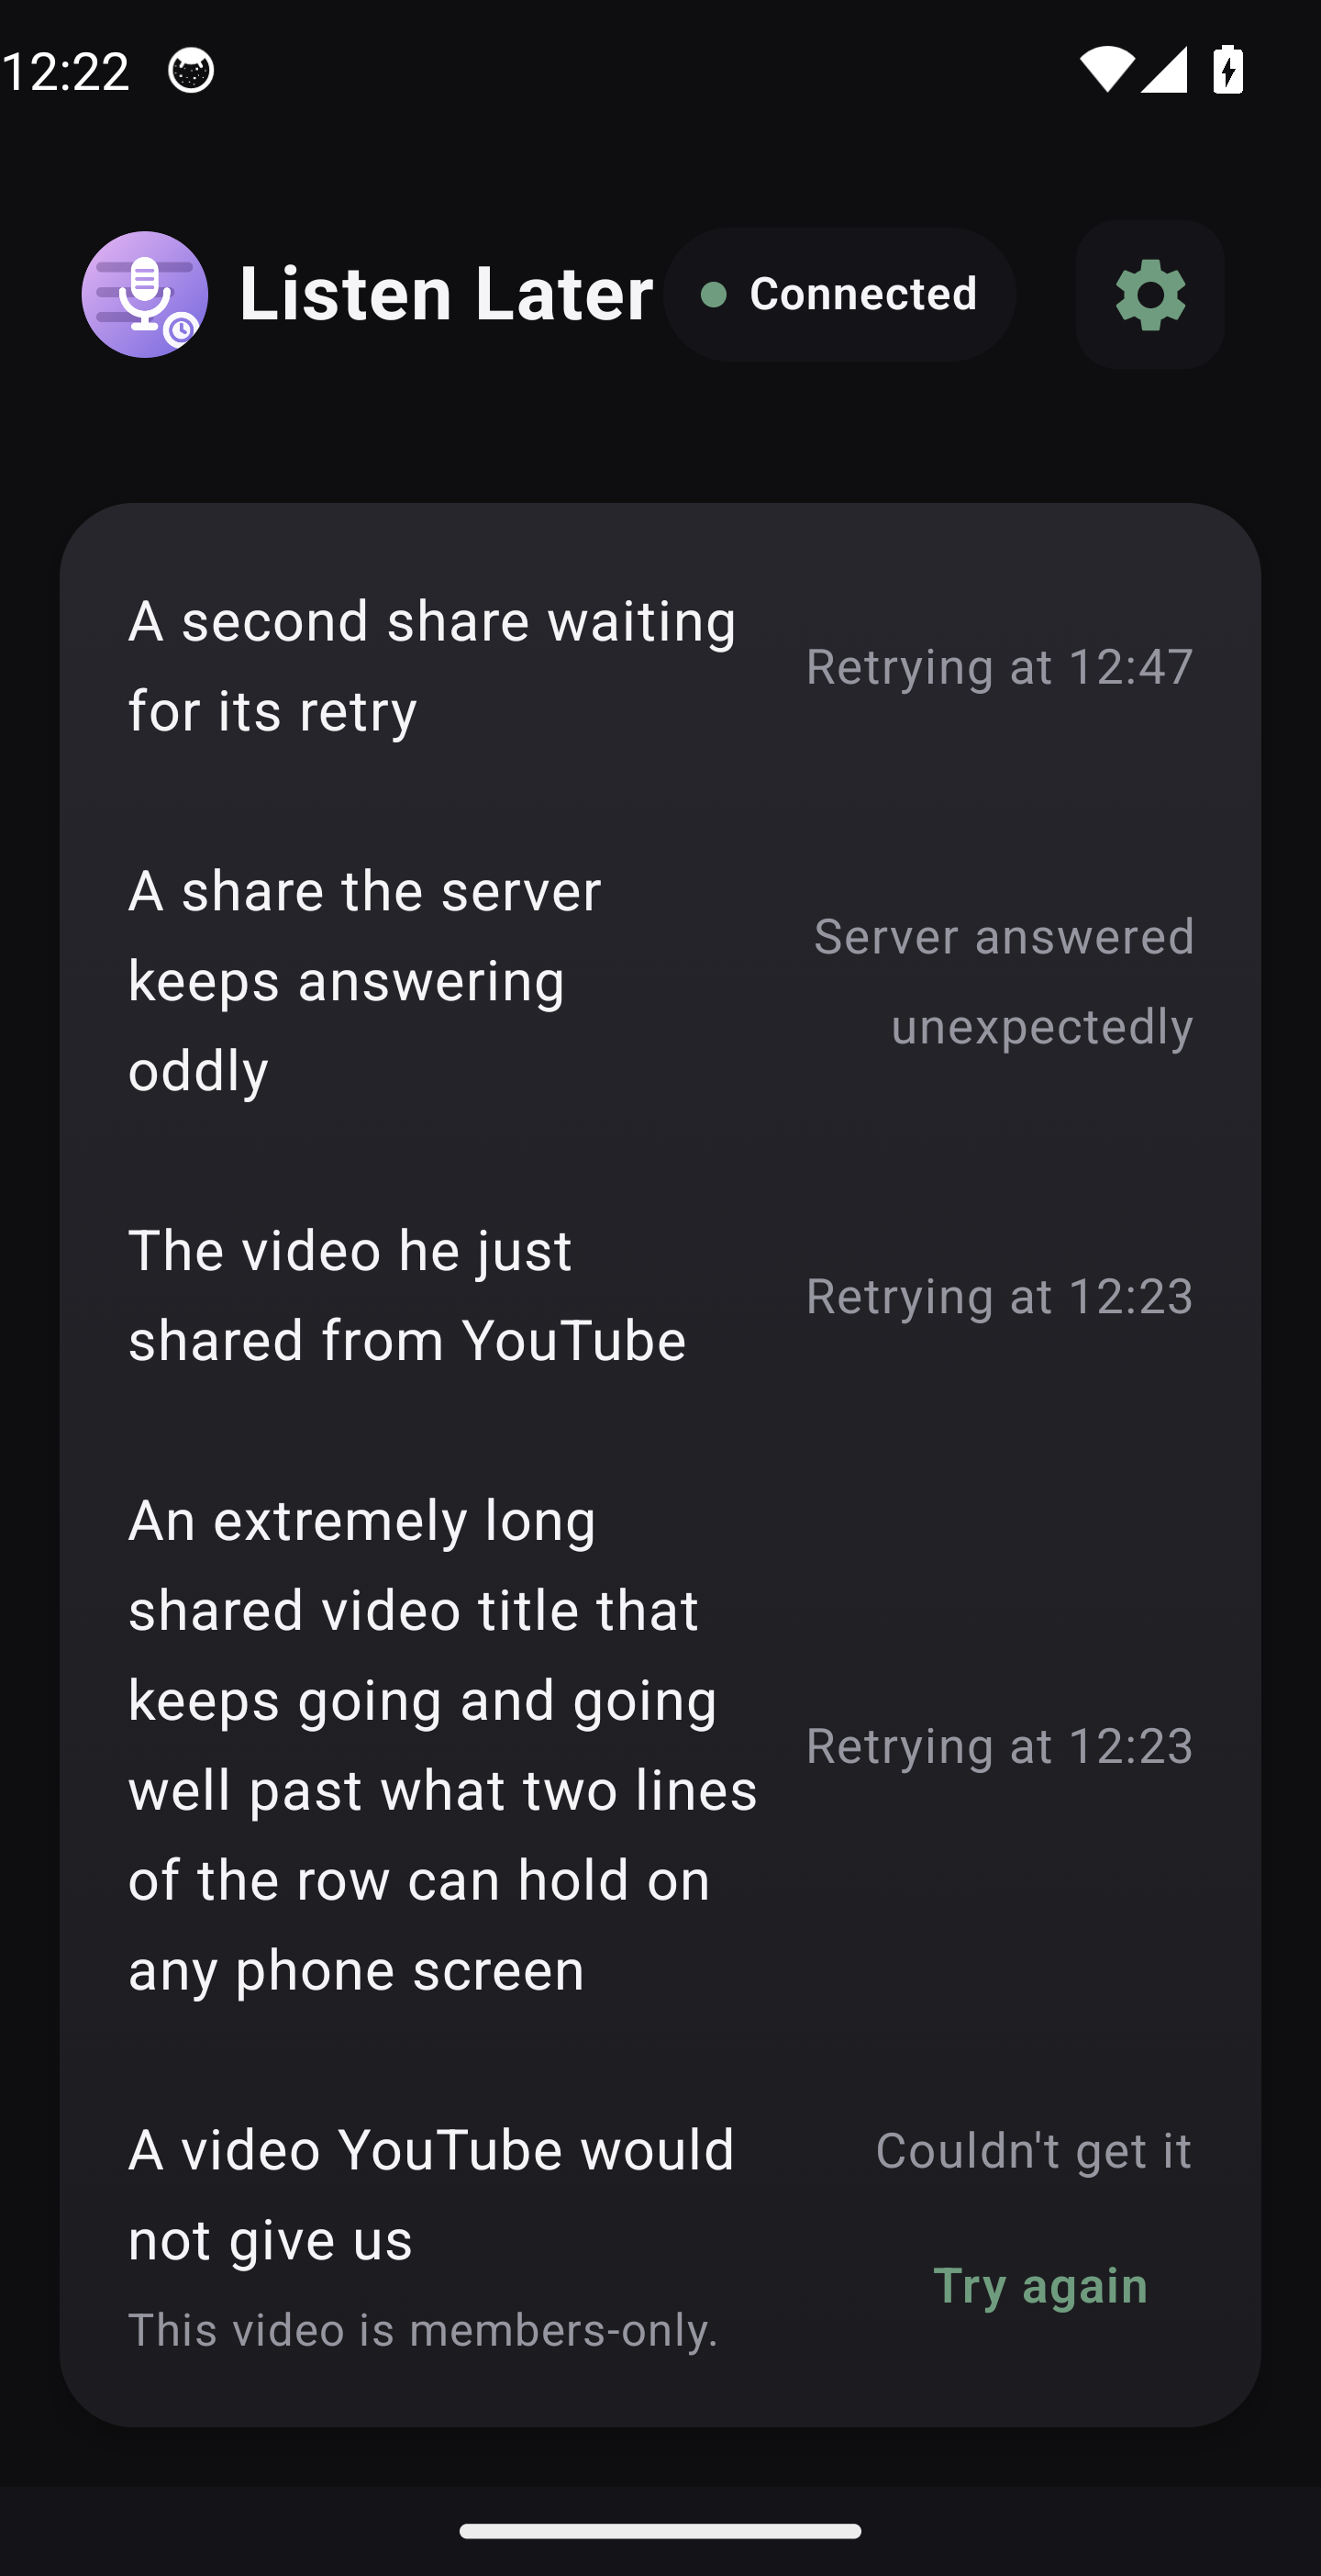 12:22
Listen Later
Connected
A second share waiting
for its retry
Retrying at 12:47
A share the server
keeps answering
oddly
Server answered
unexpectedly
The video he just
shared from YouTube
Retrying at 12:23
An extremely long
shared video title that
keeps going and going
well past what two lines
of the row can hold on
any phone screen
Retrying at 12:23
A video YouTube would
not give us
This video is members-only.
Couldn't get it
Try again